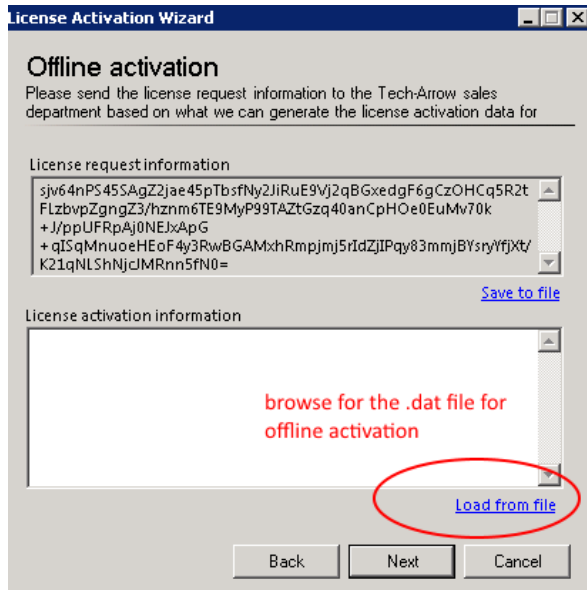 License Activation Wizard
Offline activation
Please send the license request information to the Tech-Arrow sales
department based on what we can generate the license activation data for
License request information
sjv64nPS45SAgZ2jae45pTbsfNy2JiRuE9Vj2qBGxedgF6gCzOHCq5R2t
FLzbvpZgngZ3/hznm6TE9MyP99TAZtGzq40anCpHOe0EuMv70k
+J/ppUFRpAj0NEJxApG
+qISqMnuoeHEoF4y3RwBGAMxhRmpjmj5rIdZjIPqy83mmjBYsryYfjXt/
K21qNLShNjcJMRnn5fN0=
Save to file
License activation information
browse for the .dat file for
offline activation
Load from file
Back
Next
Cancel